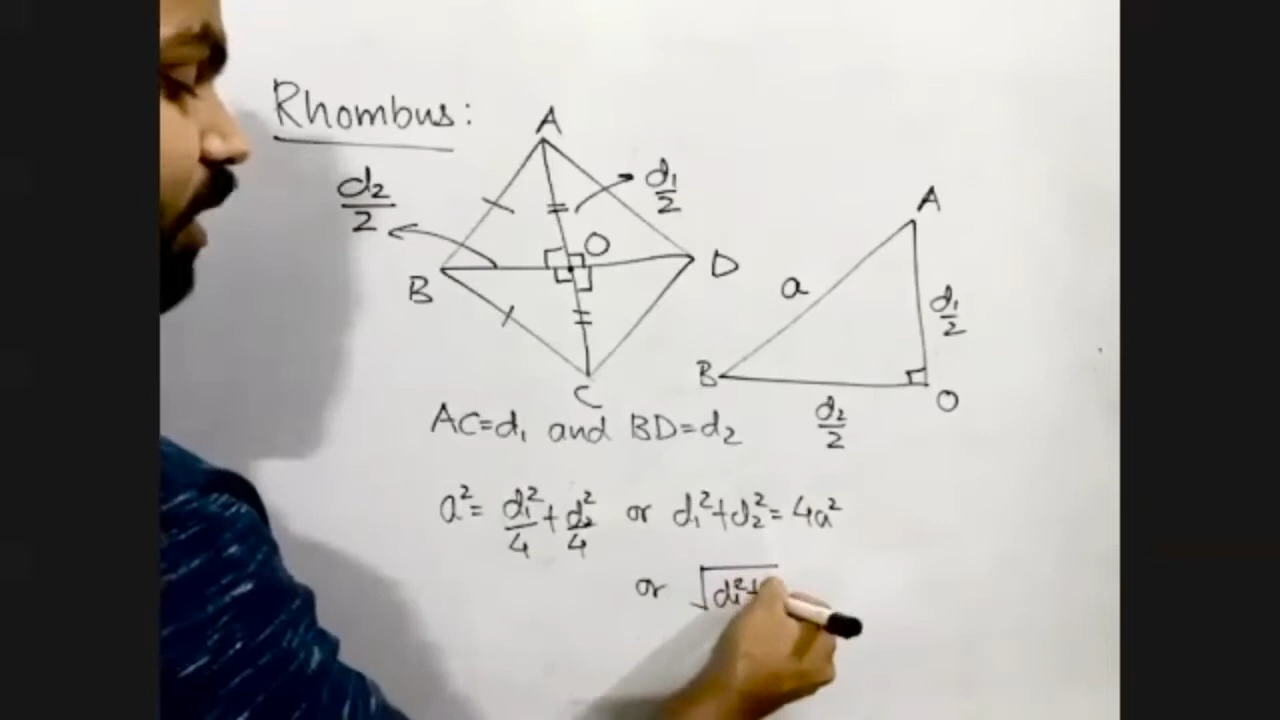 Rhombus:
A
d₂/2
d₁/2
O
B
D
C
A
a
d₁/2
B
O
d₂/2
AC=d₁ and BD=d₂
a²= d₁²/4 + d₂²/4 or d₁²+d₂²=4a²
or √d₁²+